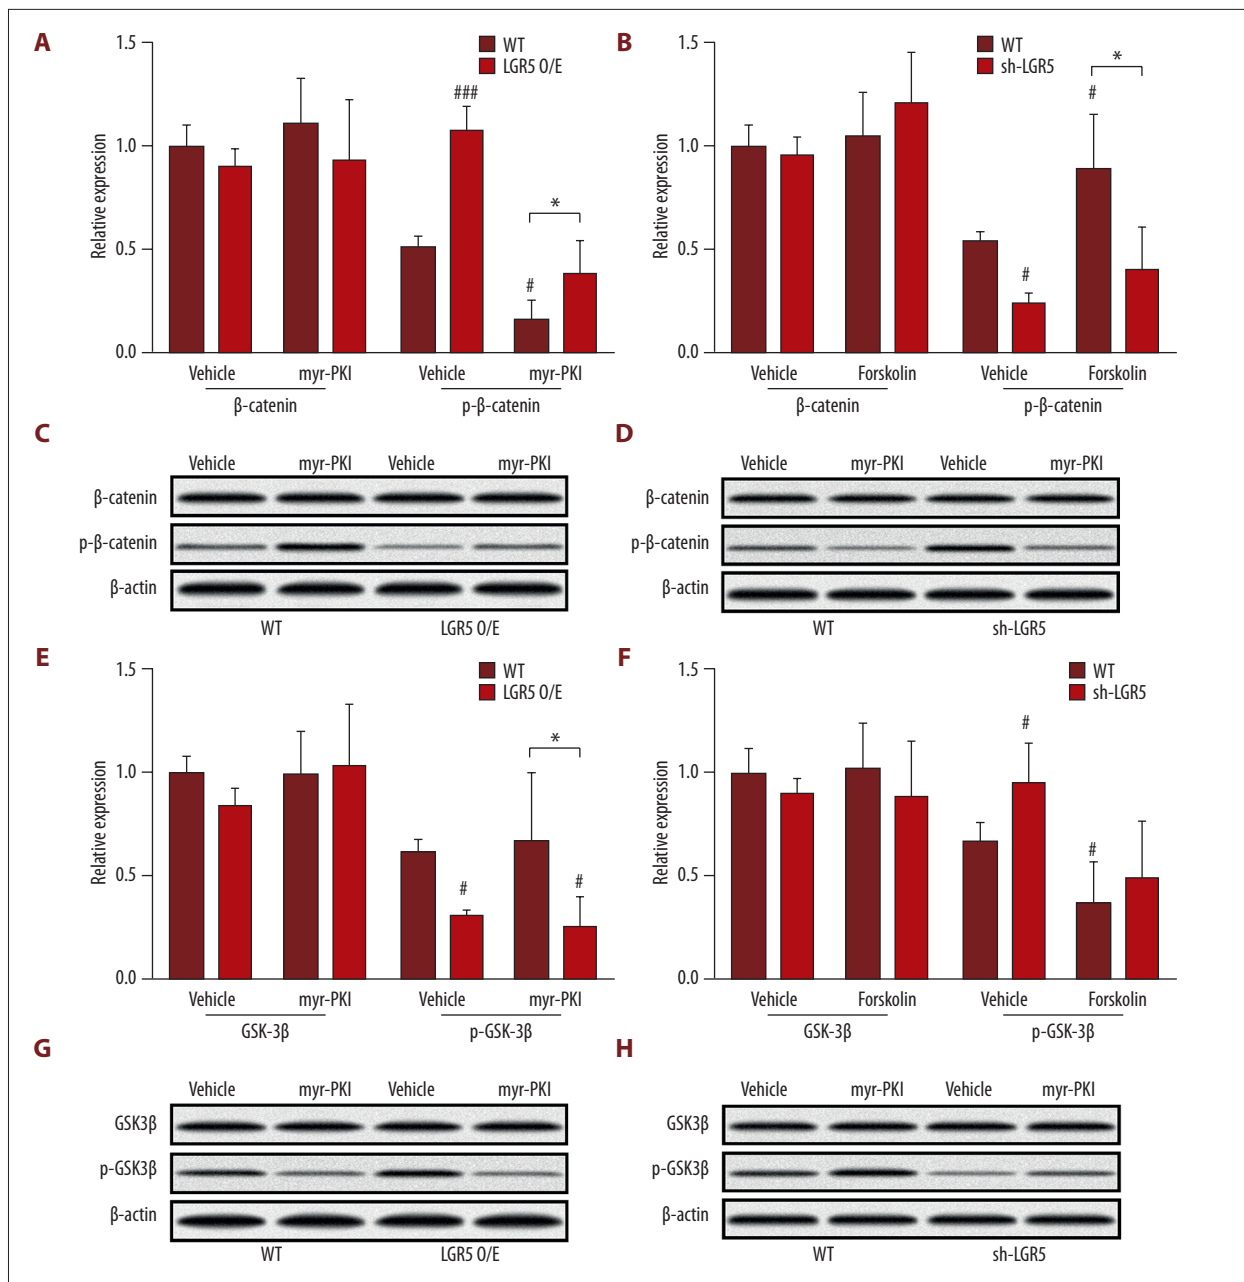 A
1.5
1.0
0.5
0.0
Relative expression
WT
LGR5 O/E
###
#
*
Vehicle myr-PKI Vehicle myr-PKI
β-catenin p-β-catenin
B
1.5
1.0
0.5
0.0
Relative expression
WT
sh-LGR5
#
#
*
Vehicle Forskolin Vehicle Forskolin
β-catenin p-β-catenin
C
Vehicle myr-PKI Vehicle myr-PKI
β-catenin
p-β-catenin
β-actin
WT LGR5 O/E
D
Vehicle myr-PKI Vehicle myr-PKI
β-catenin
p-β-catenin
β-actin
WT sh-LGR5
E
1.5
1.0
0.5
0.0
Relative expression
WT
LGR5 O/E
#
#
*
Vehicle myr-PKI Vehicle myr-PKI
GSK-3β p-GSK-3β
F
1.5
1.0
0.5
0.0
Relative expression
WT
sh-LGR5
#
#
Vehicle Forskolin Vehicle Forskolin
GSK-3β p-GSK-3β
G
Vehicle myr-PKI Vehicle myr-PKI
GSK3β
p-GSK3β
β-actin
WT LGR5 O/E
H
Vehicle myr-PKI Vehicle myr-PKI
GSK3β
p-GSK3β
β-actin
WT sh-LGR5